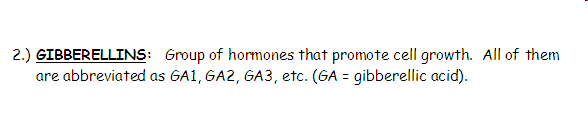 2.) GIBBERELLINS: Group of hormones that promote cell growth. All of them
are abbreviated as GA1, GA2, GA3, etc. (GA = gibberellic acid).